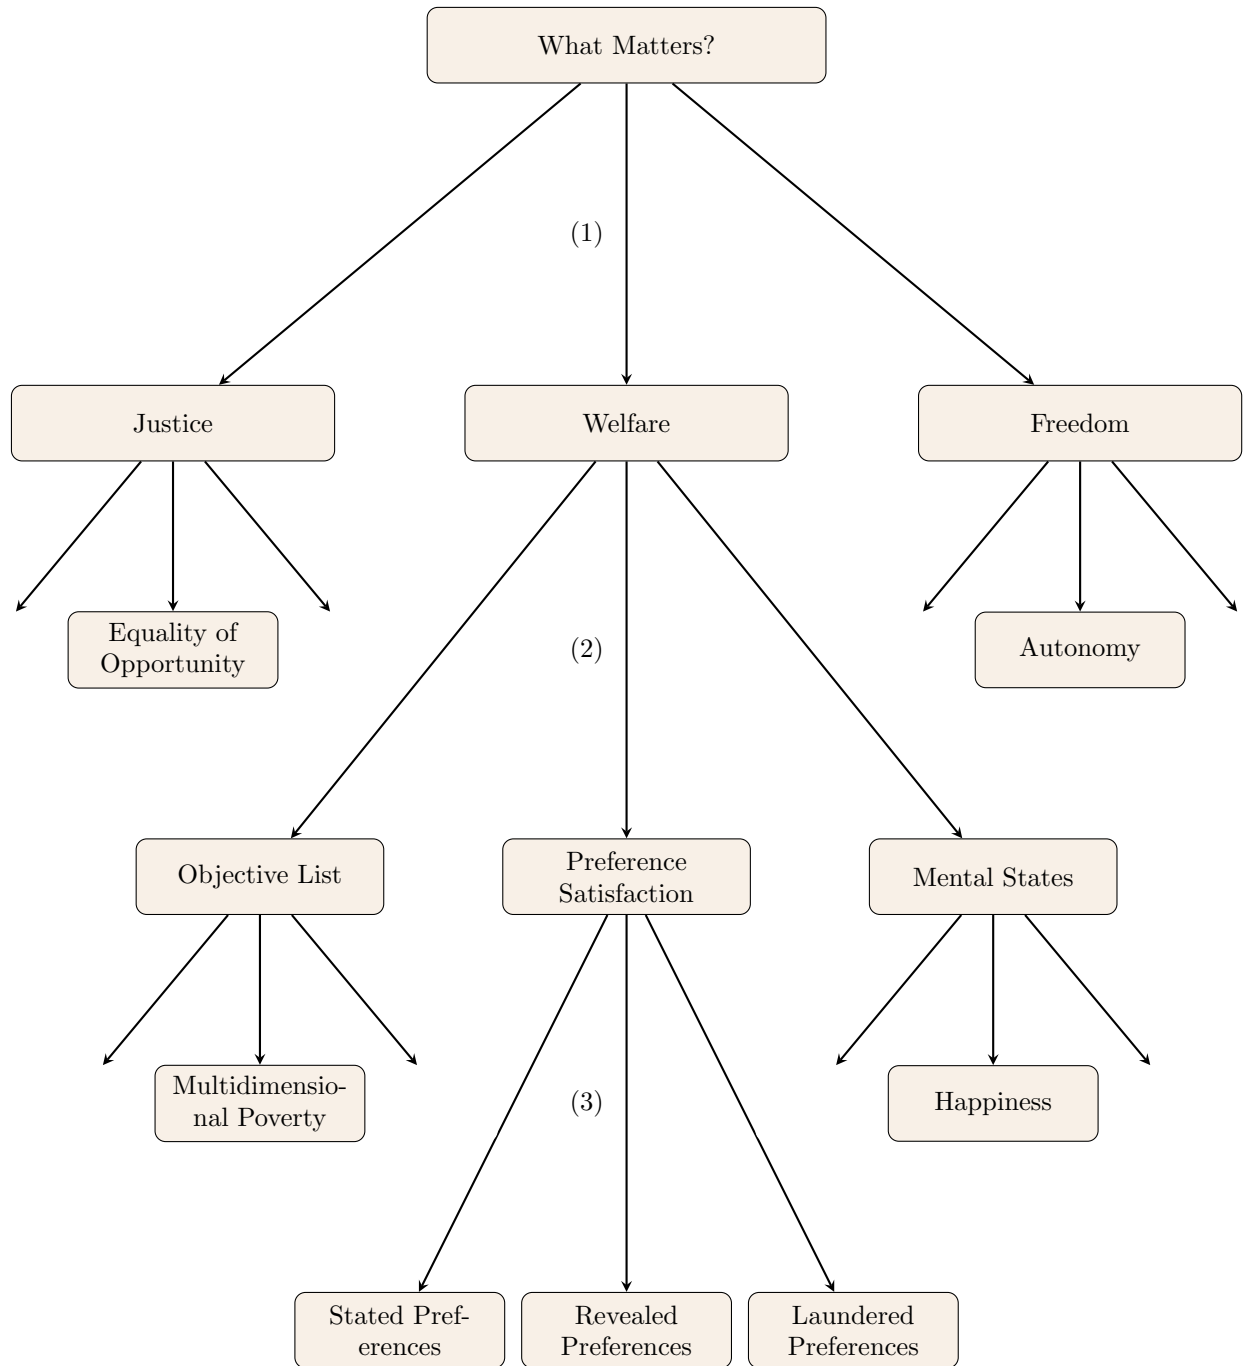 What Matters?
(1)
Justice
Welfare
Freedom
Equality of
Opportunity
(2)
Autonomy
Objective List
Preference
Satisfaction
Mental States
Multidimensio-
nal Poverty
(3)
Happiness
Stated Pref-
erences
Revealed
Preferences
Laundered
Preferences